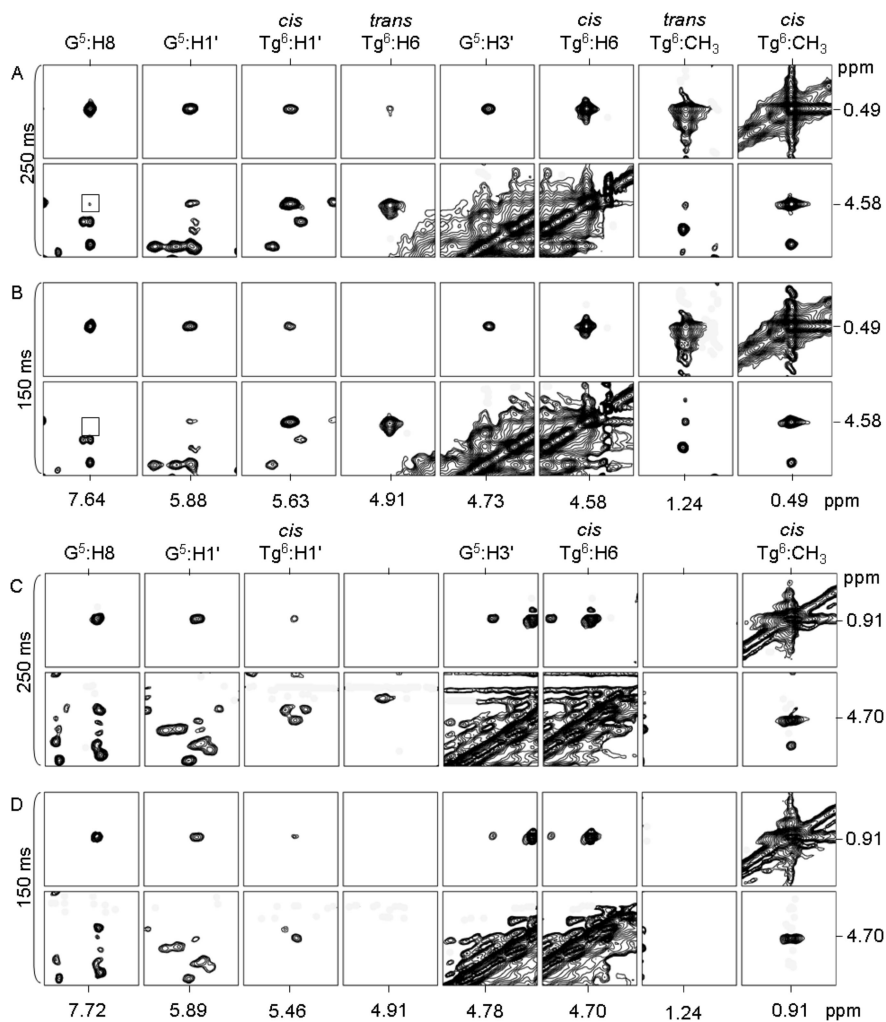 cis trans cis trans cis
G⁵:H8 G⁵:H1' Tg⁶:H1' Tg⁶:H6 G⁵:H3' Tg⁶:H6 Tg⁶:CH₃ Tg⁶:CH₃
A ppm
250 ms
0.49
4.58
B
150 ms
0.49
4.58
7.64 5.88 5.63 4.91 4.73 4.58 1.24 0.49 ppm
cis cis cis
G⁵:H8 G⁵:H1' Tg⁶:H1' G⁵:H3' Tg⁶:H6 Tg⁶:CH₃
C ppm
250 ms
0.91
4.70
D
150 ms
0.91
4.70
7.72 5.89 5.46 4.91 4.78 4.70 1.24 0.91 ppm